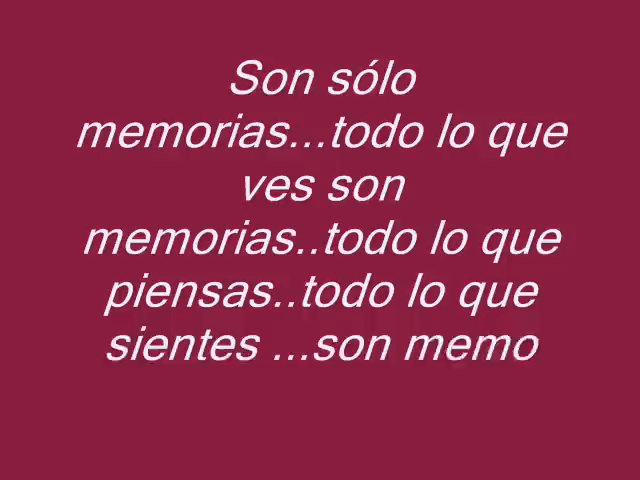 Son sólo
memorias...todo lo que
ves son
memorias..todo lo que
piensas..todo lo que
sientes ...son memo